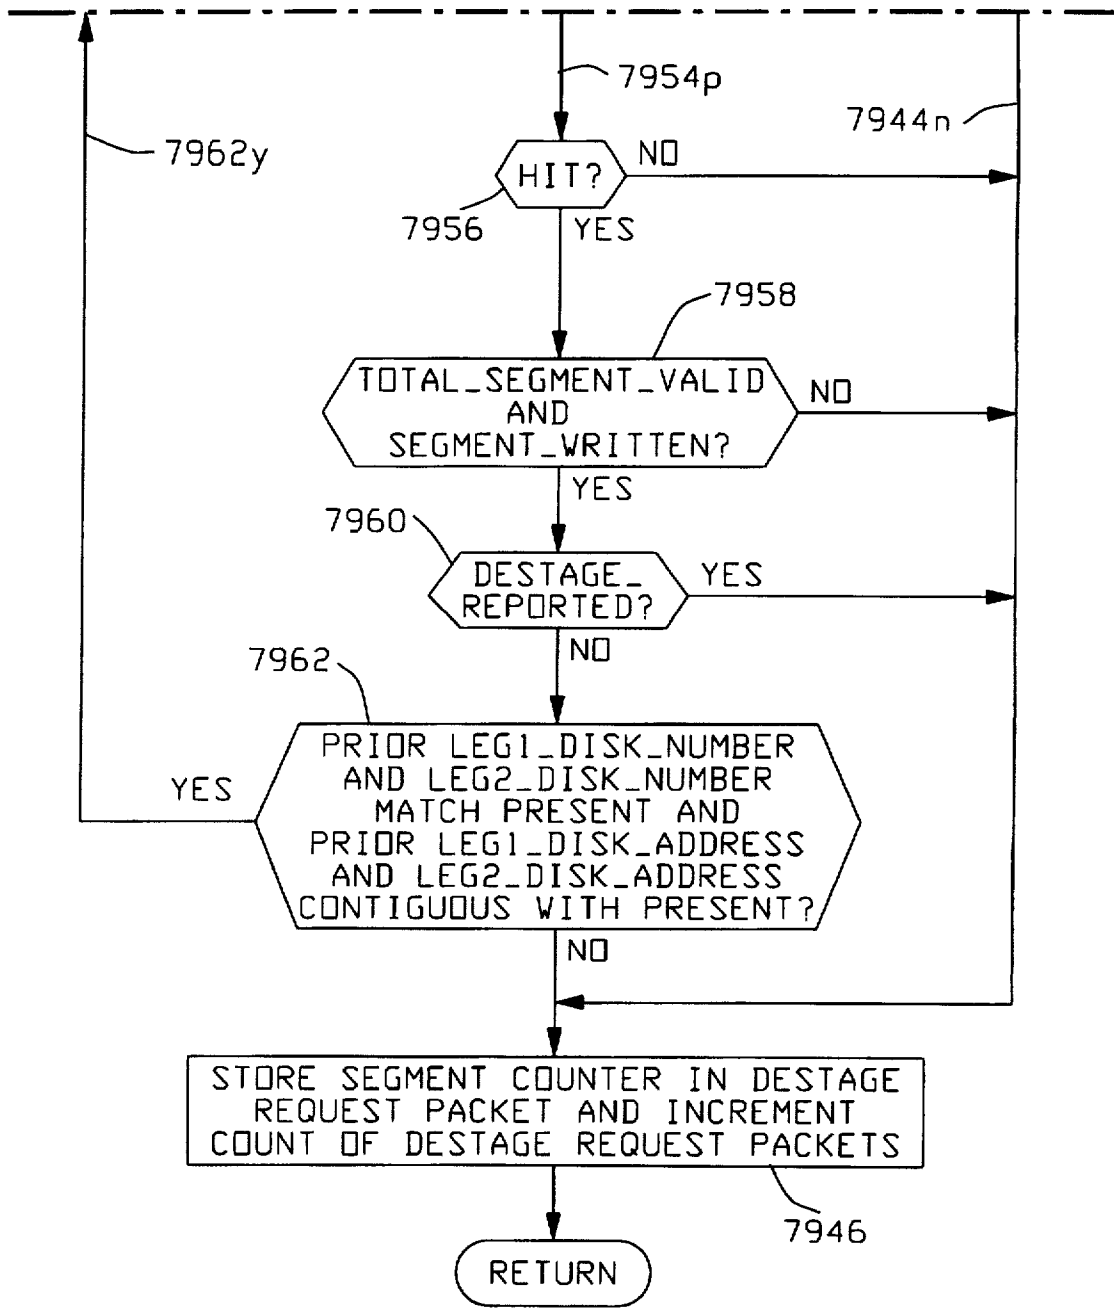 7954p
7944n
7962y
HIT?
NO
7956
YES
7958
TOTAL_SEGMENT_VALID
AND
SEGMENT_WRITTEN?
NO
YES
7960
DESTAGE_
REPORTED?
YES
NO
7962
PRIOR LEG1_DISK_NUMBER
AND LEG2_DISK_NUMBER
MATCH PRESENT AND
PRIOR LEG1_DISK_ADDRESS
AND LEG2_DISK_ADDRESS
CONTIGUOUS WITH PRESENT?
YES
NO
STORE SEGMENT COUNTER IN DESTAGE
REQUEST PACKET AND INCREMENT
COUNT OF DESTAGE REQUEST PACKETS
7946
RETURN